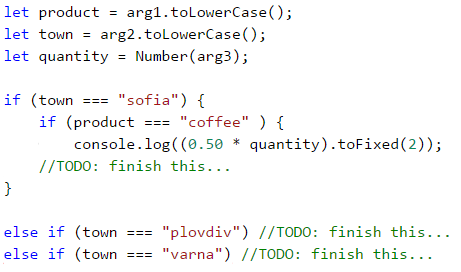 let product = arg1.toLowerCase();
let town = arg2.toLowerCase();
let quantity = Number(arg3);
if (town === "sofia") {
if (product === "coffee" ) {
console.log((0.50 * quantity).toFixed(2));
//TODO: finish this...
}
else if (town === "plovdiv") //TODO: finish this...
else if (town === "varna") //TODO: finish this...